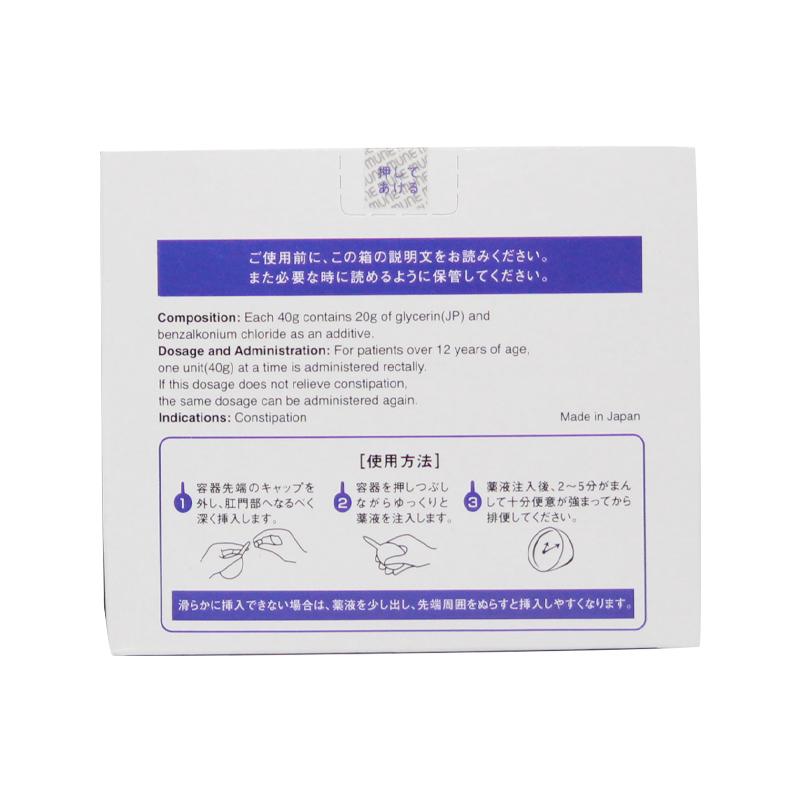 MUNE
押して
あける
ご使用前に、この箱の説明文をお読みください。
また必要な時に読めるように保管してください。
Composition: Each 40g contains 20g of glycerin(JP) and
benzalkonium chloride as an additive.
Dosage and Administration: For patients over 12 years of age,
one unit(40g) at a time is administered rectally.
If this dosage does not relieve constipation,
the same dosage can be administered again.
Indications: Constipation
Made in Japan
[使用方法]
1 容器先端のキャップを
外し、肛門部へなるべく
深く挿入します。
2 容器を押しつぶし
ながらゆっくりと
薬液を注入します。
3 薬液注入後、2〜5分がまん
して十分便意が強まってから
排便してください。
滑らかに挿入できない場合は、薬液を少し出し、先端周囲をぬらすと挿入しやすくなります。